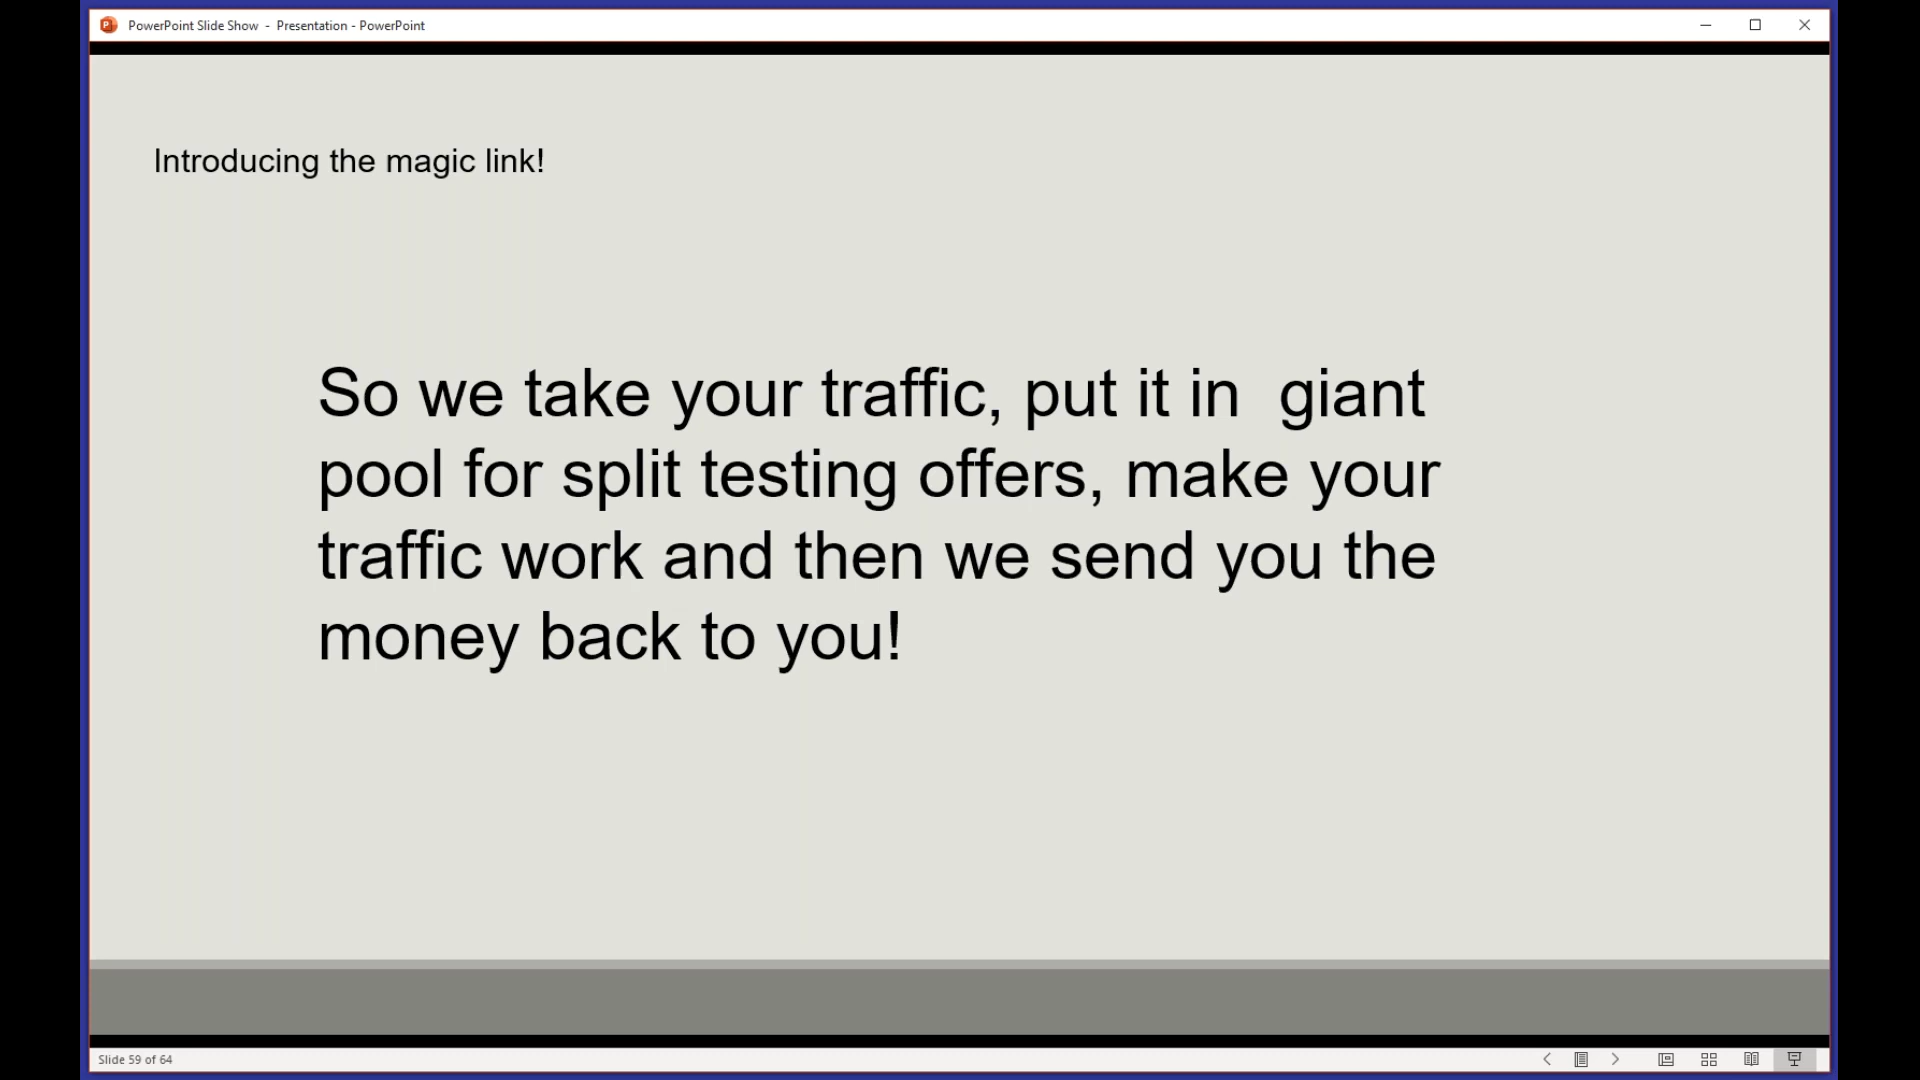 PowerPoint Slide Show - Presentation - PowerPoint
Introducing the magic link!
So we take your traffic, put it in  giant
pool for split testing offers, make your
traffic work and then we send you the
money back to you!
Slide 59 of 64